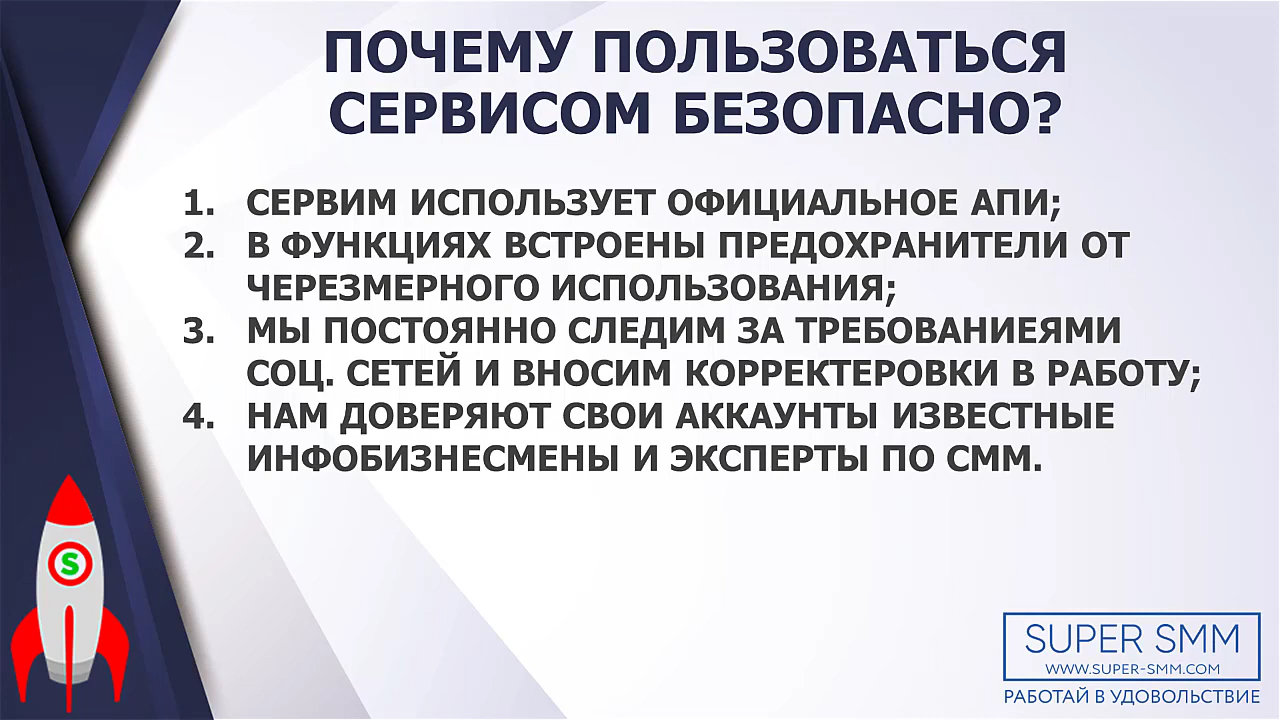 ПОЧЕМУ ПОЛЬЗОВАТЬСЯ
СЕРВИСОМ БЕЗОПАСНО?
1. СЕРВИМ ИСПОЛЬЗУЕТ ОФИЦИАЛЬНОЕ АПИ;
2. В ФУНКЦИЯХ ВСТРОЕНЫ ПРЕДОХРАНИТЕЛИ ОТ
ЧЕРЕЗМЕРНОГО ИСПОЛЬЗОВАНИЯ;
3. МЫ ПОСТОЯННО СЛЕДИМ ЗА ТРЕБОВАНИЕЯМИ
СОЦ. СЕТЕЙ И ВНОСИМ КОРРЕКТЕРОВКИ В РАБОТУ;
4. НАМ ДОВЕРЯЮТ СВОИ АККАУНТЫ ИЗВЕСТНЫЕ
ИНФОБИЗНЕСМЕНЫ И ЭКСПЕРТЫ ПО СММ.
S
SUPER SMM
WWW.SUPER-SMM.COM
РАБОТАЙ В УДОВОЛЬСТВИЕ